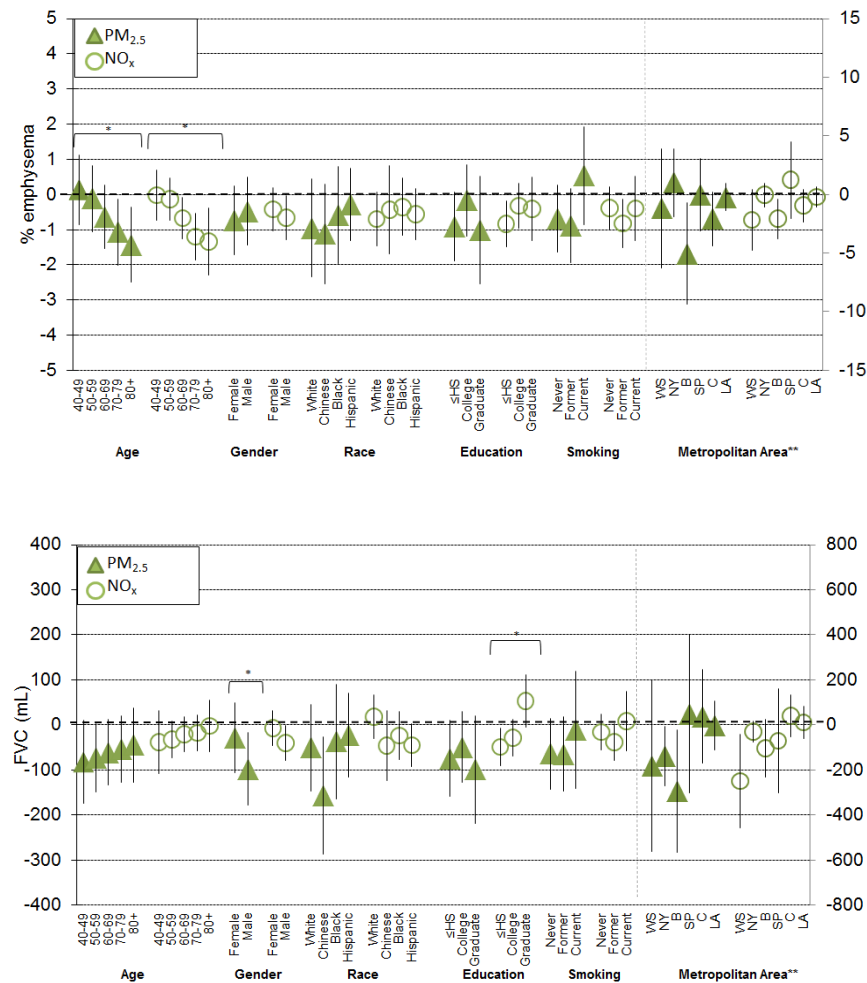 5 15
PM2.5
NOx
4
3 10
2 5
* *
1
0 0
-1
-2 -5
-3 -10
-4
-5 -15
% emphysema
40-49 50-59 60-69 70-79 80+ 40-49 50-59 60-69 70-79 80+ Female Male Female Male White Chinese Black Hispanic White Chinese Black Hispanic ≤HS College Graduate ≤HS College Graduate Never Former Current Never Former Current WS NY B SP C LA WS NY B SP C LA
Age Gender Race Education Smoking Metropolitan Area**
400 800
PM2.5
NOx
300 600
200 400
* *
100 200
0 0
-100 -200
-200 -400
-300 -600
-400 -800
FVC (mL)
40-49 50-59 60-69 70-79 80+ 40-49 50-59 60-69 70-79 80+ Female Male Female Male White Chinese Black Hispanic White Chinese Black Hispanic ≤HS College Graduate ≤HS College Graduate Never Former Current Never Former Current WS NY B SP C LA WS NY B SP C LA
Age Gender Race Education Smoking Metropolitan Area**